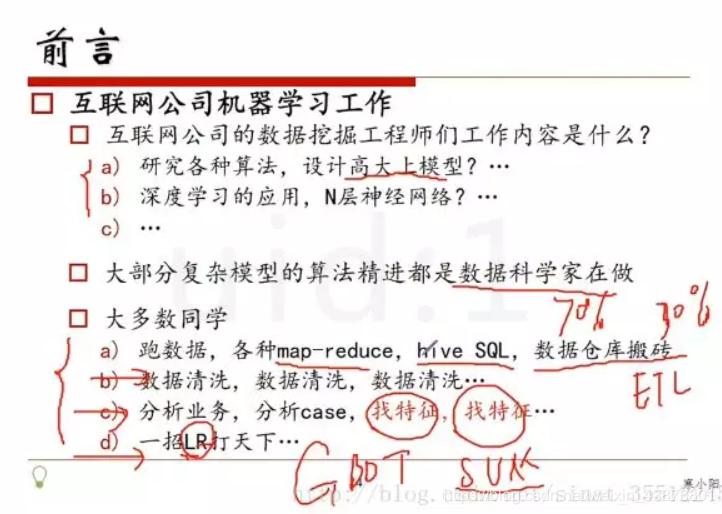 前言
互联网公司机器学习工作
互联网公司的数据挖掘工程师们工作内容是什么？
a) 研究各种算法，设计高大上模型？…
b) 深度学习的应用，N层神经网络？…
c) …
大部分复杂模型的算法精进都是数据科学家在做
70% 30%
大多数同学
a) 跑数据，各种map-reduce，hive SQL，数据仓库搬砖
ETL
b) 数据清洗，数据清洗，数据清洗…
c) 分析业务，分析case，找特征，找特征…
d) 一招LR打天下…
GBDT
uid:1
寒小阳